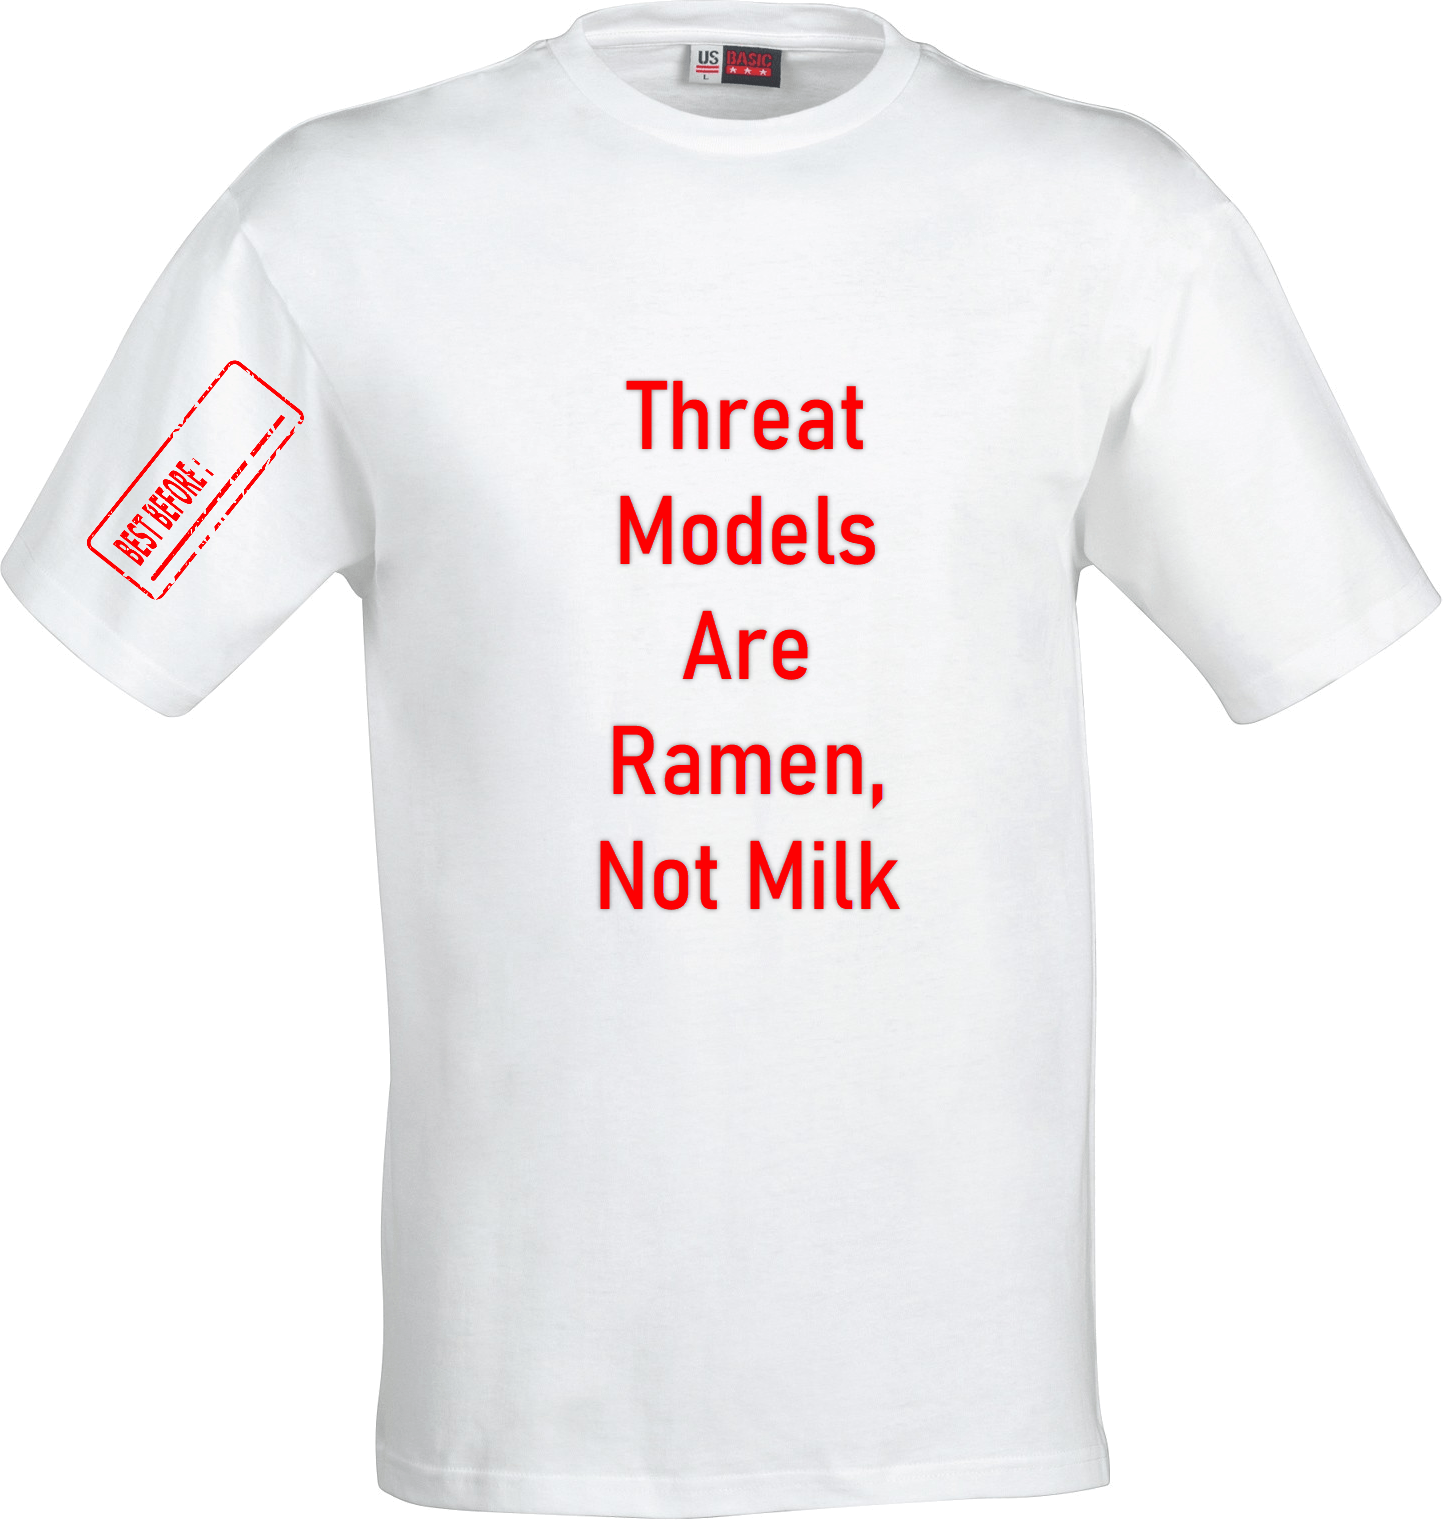 US BASIC
L
Threat
Models
Are
Ramen,
Not Milk
BEST BEFORE :